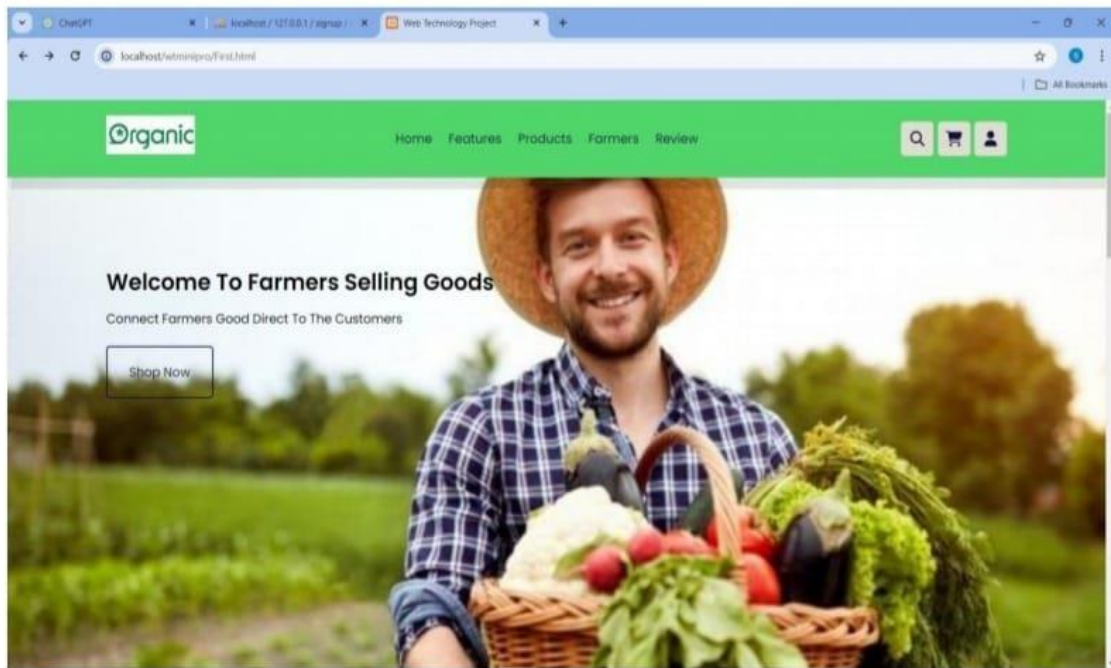 ChatGPT
localhost / 127.0.0.1 / signup /
Web Technology Project
localhost/wtminipro/First.html
All Bookmarks
Organic
Home Features Products Farmers Review
Welcome To Farmers Selling Goods
Connect Farmers Good Direct To The Customers
Shop Now